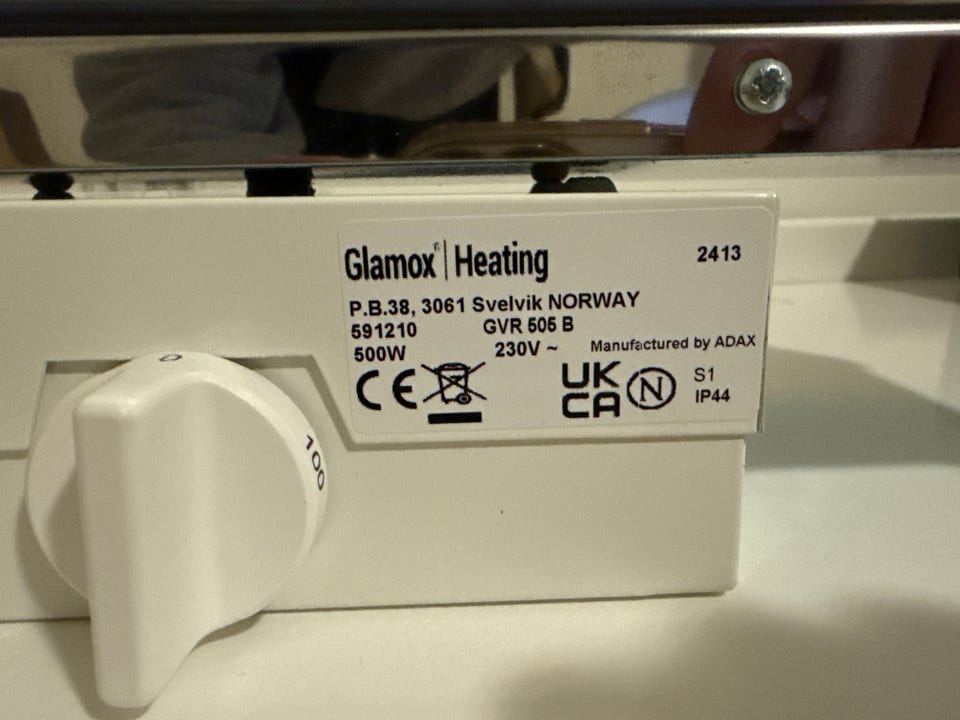 Glamox® | Heating 2413
P.B.38, 3061 Svelvik NORWAY
591210 GVR 505 B
500W 230V ~ Manufactured by ADAX
CE UK CA N S1
IP44
0
100